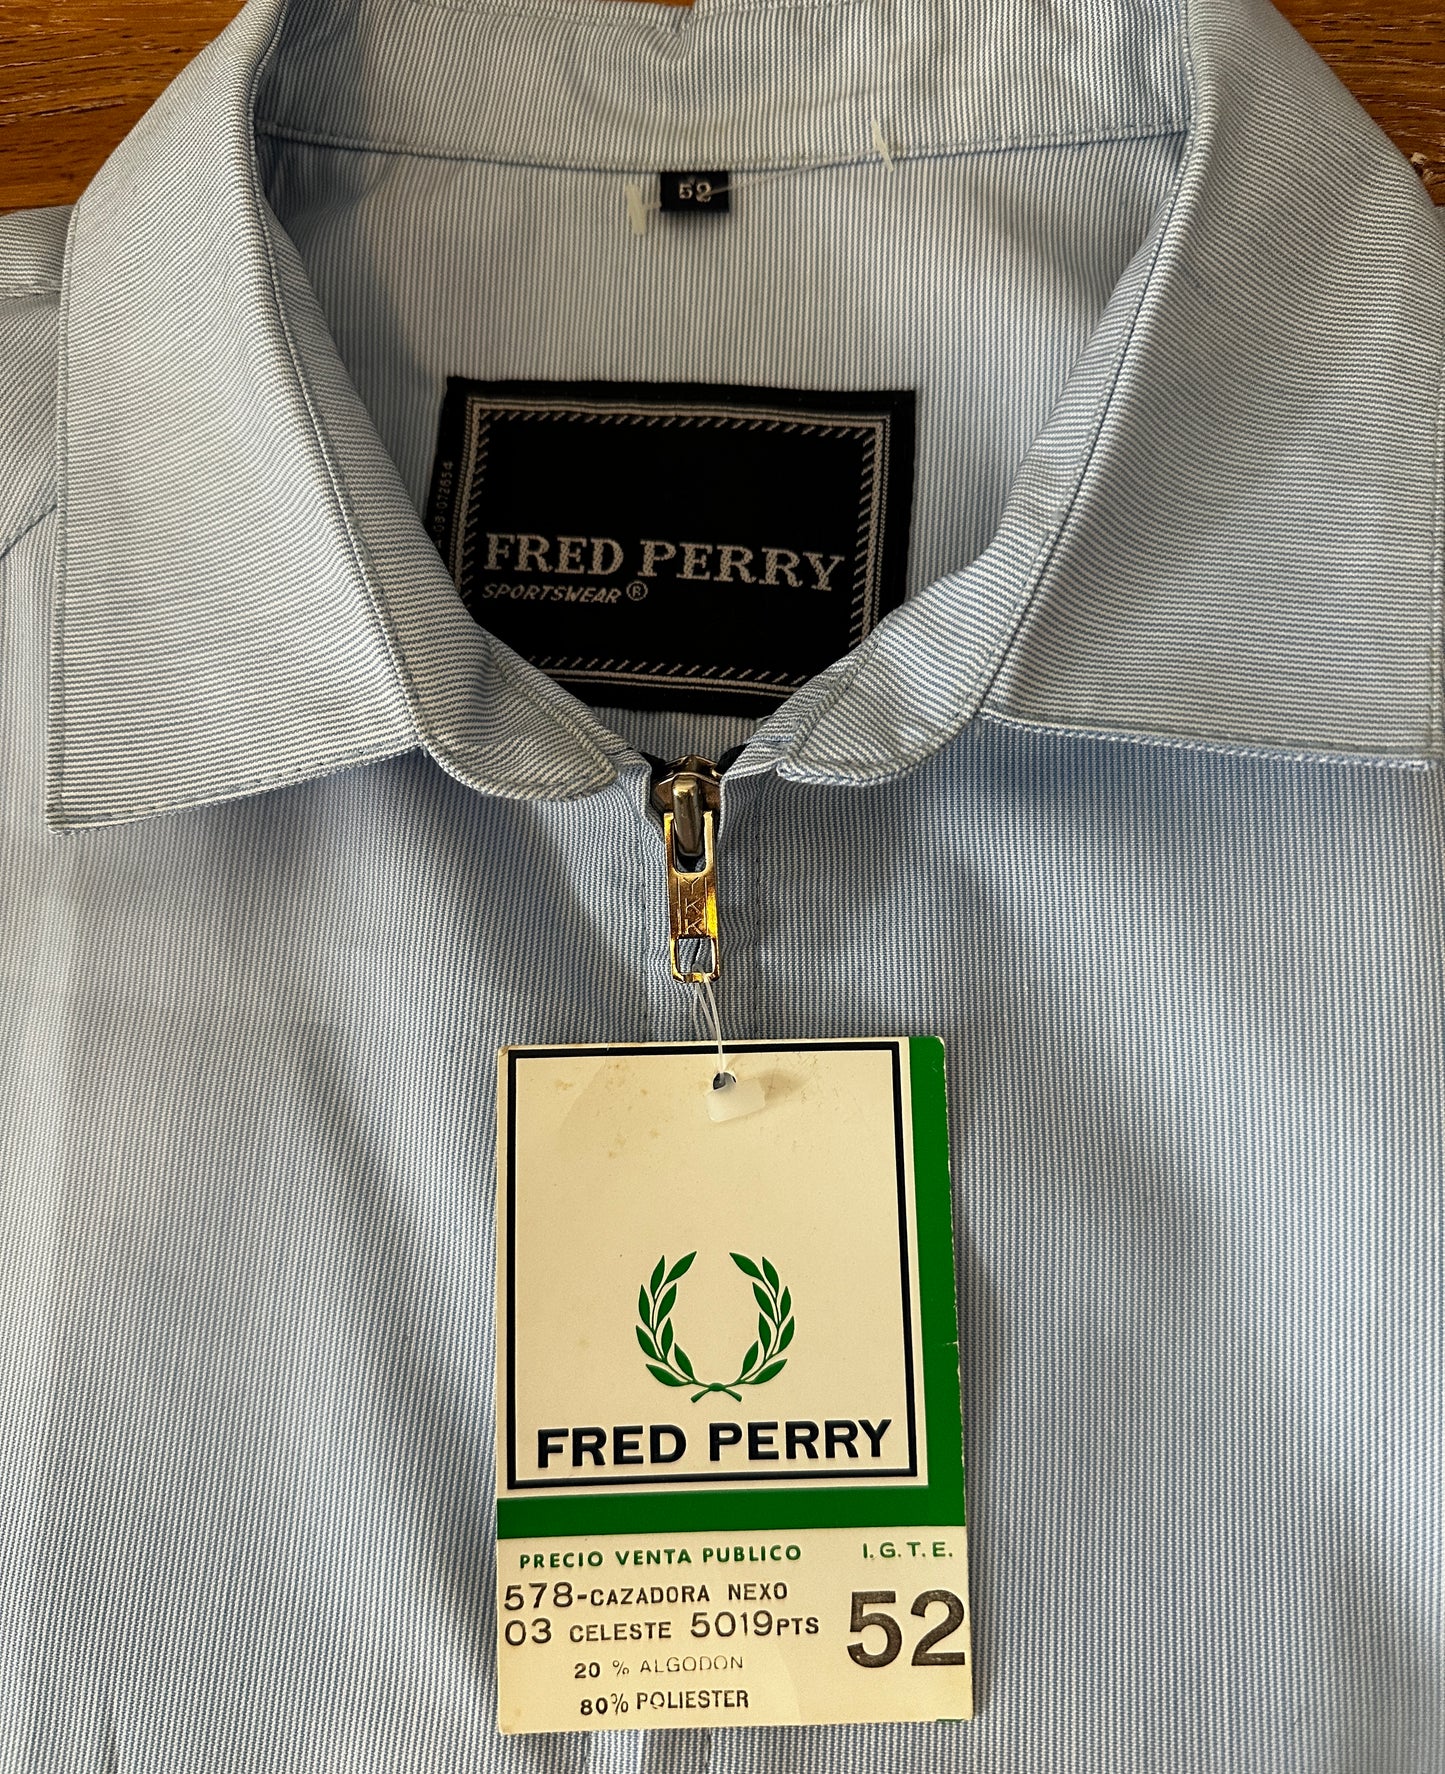 52
FRED PERRY
SPORTSWEAR ®
YKK
FRED PERRY
PRECIO VENTA PUBLICO I.G.T.E.
578-CAZADORA NEXO
03 CELESTE 5019PTS 52
20 % ALGODON
80% POLIESTER